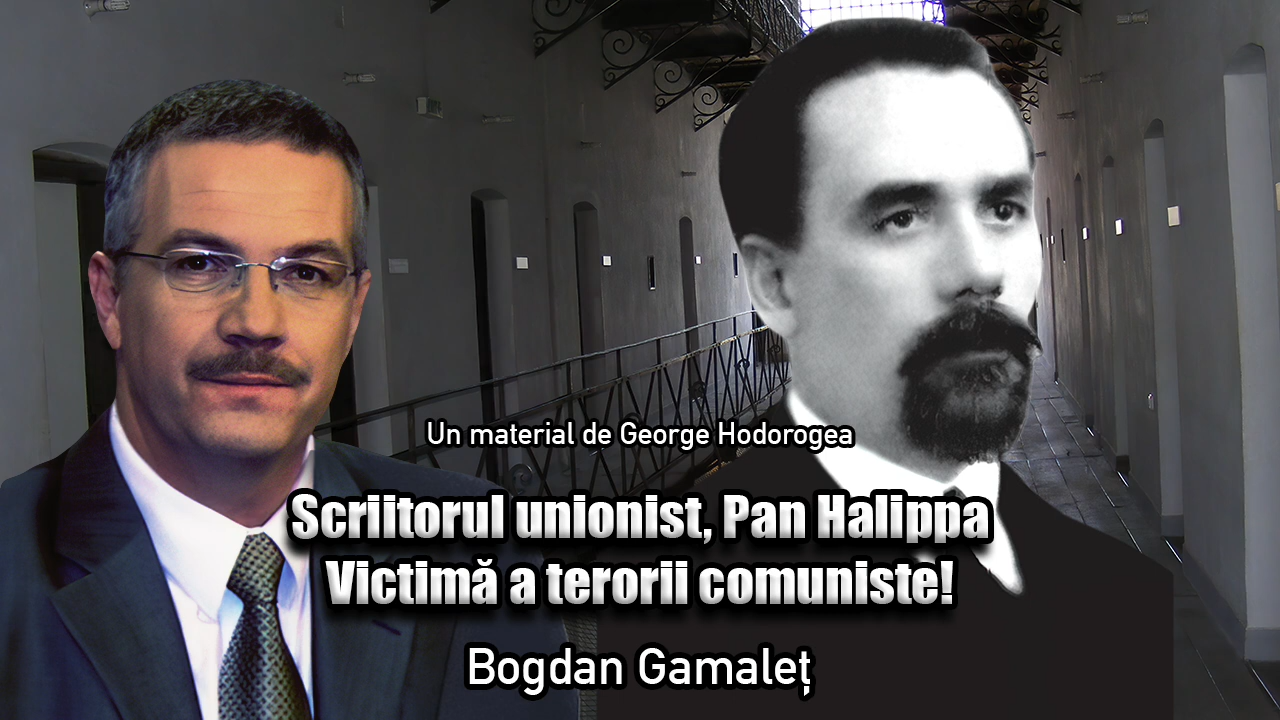 Un material de George Hodorogea
Scriitorul unionist, Pan Halippa
Victimă a terorii comuniste!
Bogdan Gamaleț